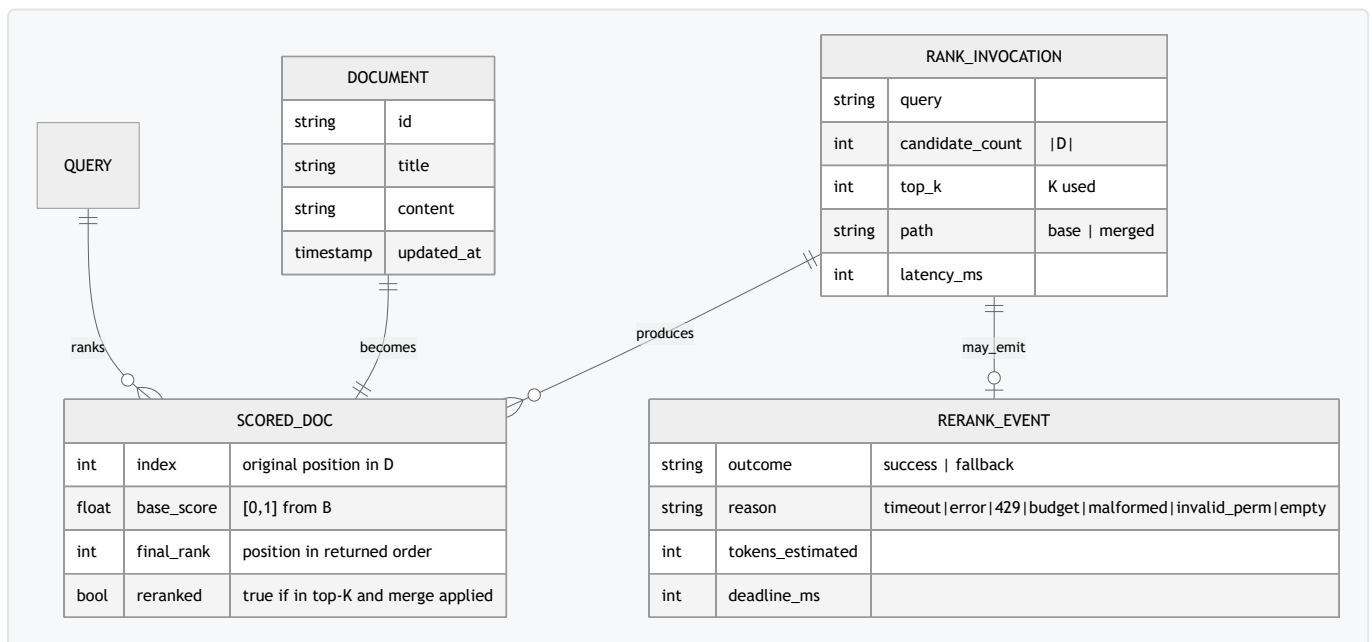 QUERY
DOCUMENT
string id
string title
string content
timestamp updated_at
RANK_INVOCATION
string query
int candidate_count |D|
int top_k K used
string path base | merged
int latency_ms
ranks
becomes
produces
may_emit
SCORED_DOC
int index original position in D
float base_score [0,1] from B
int final_rank position in returned order
bool reranked true if in top-K and merge applied
RERANK_EVENT
string outcome success | fallback
string reason timeout|error|429|budget|malformed|invalid_perm|empty
int tokens_estimated
int deadline_ms